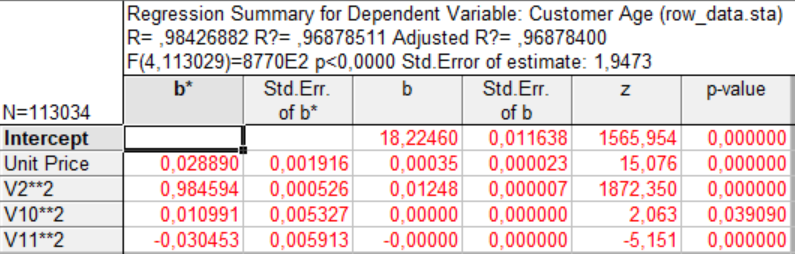 Regression Summary for Dependent Variable: Customer Age (row_data.sta)
R= ,98426882 R?= ,96878511 Adjusted R?= ,96878400
F(4,113029)=8770E2 p<0,0000 Std.Error of estimate: 1,9473
N=113034 b* Std.Err. of b* b Std.Err. of b z p-value
Intercept 18,22460 0,011638 1565,954 0,000000
Unit Price 0,028890 0,001916 0,00035 0,000023 15,076 0,000000
V2**2 0,984594 0,000526 0,01248 0,000007 1872,350 0,000000
V10**2 0,010991 0,005327 0,00000 0,000000 2,063 0,039090
V11**2 -0,030453 0,005913 -0,00000 0,000000 -5,151 0,000000